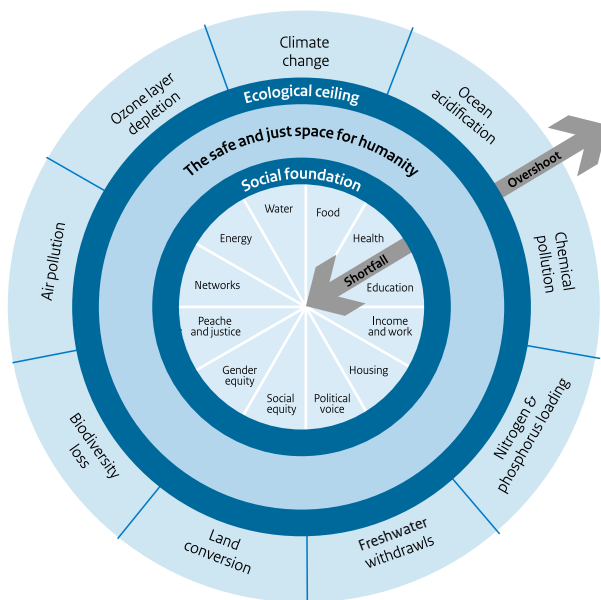 Climate
change
Ocean
acidification
Overshoot
Chemical
pollution
Nitrogen &
phosphorus loading
Freshwater
withdrawls
Land
conversion
Biodiversity
loss
Air pollution
Ozone layer
depletion
Ecological ceiling
The safe and just space for humanity
Social foundation
Water
Food
Health
Shortfall
Education
Income
and work
Housing
Political
voice
Social
equity
Gender
equity
Peache
and justice
Networks
Energy